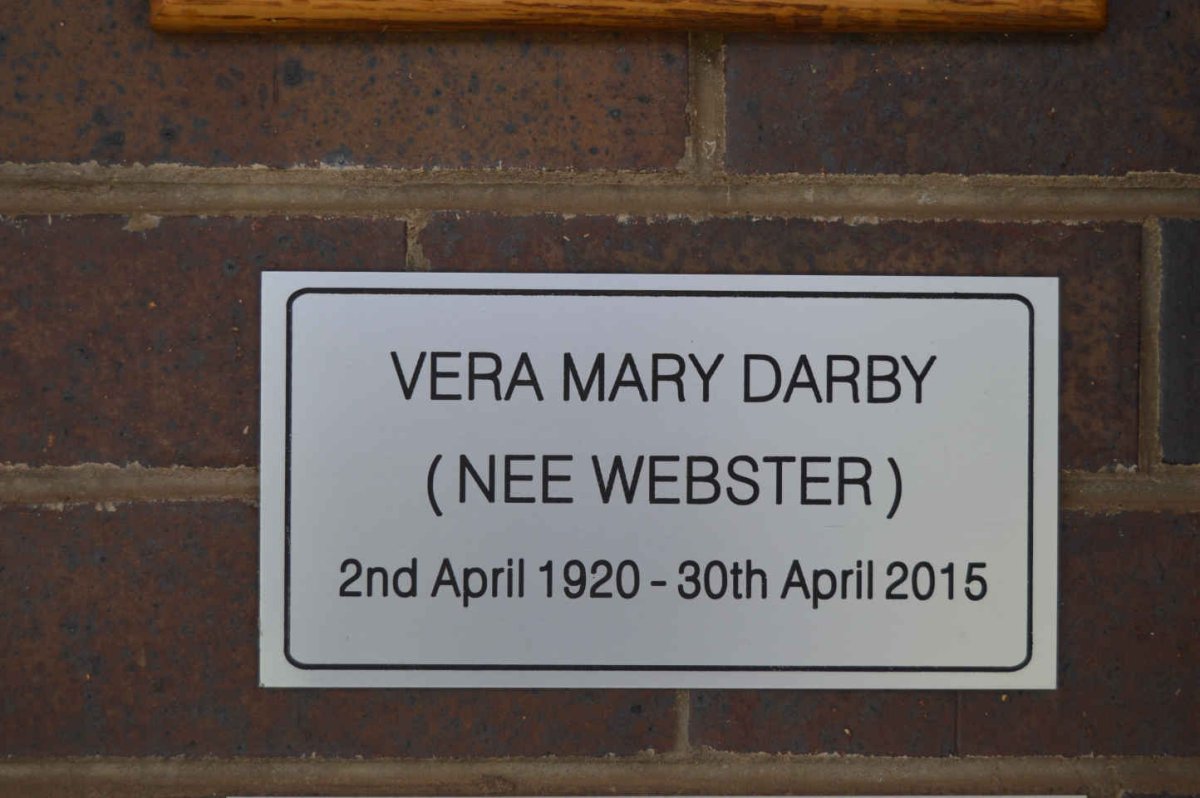 VERA MARY DARBY
( NEE WEBSTER )
2nd April 1920 - 30th April 2015